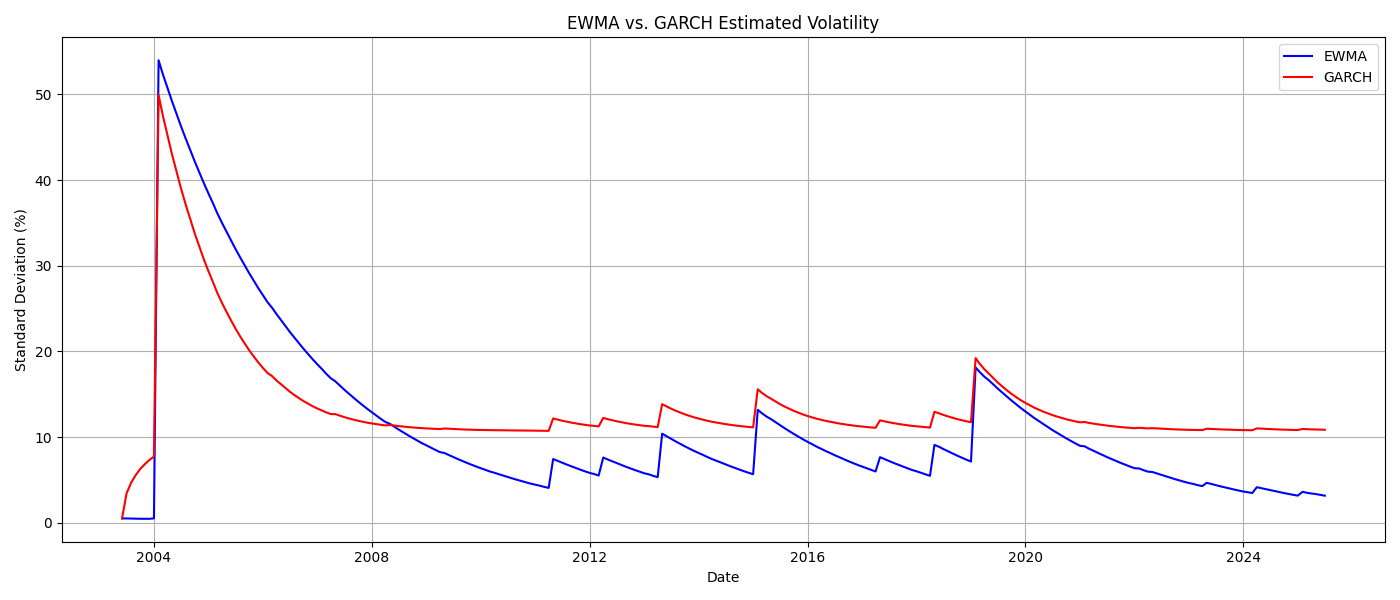 EWMA vs. GARCH Estimated Volatility
EWMA
GARCH
Standard Deviation (%)
50
40
30
20
10
0
2004 2008 2012 2016 2020 2024
Date